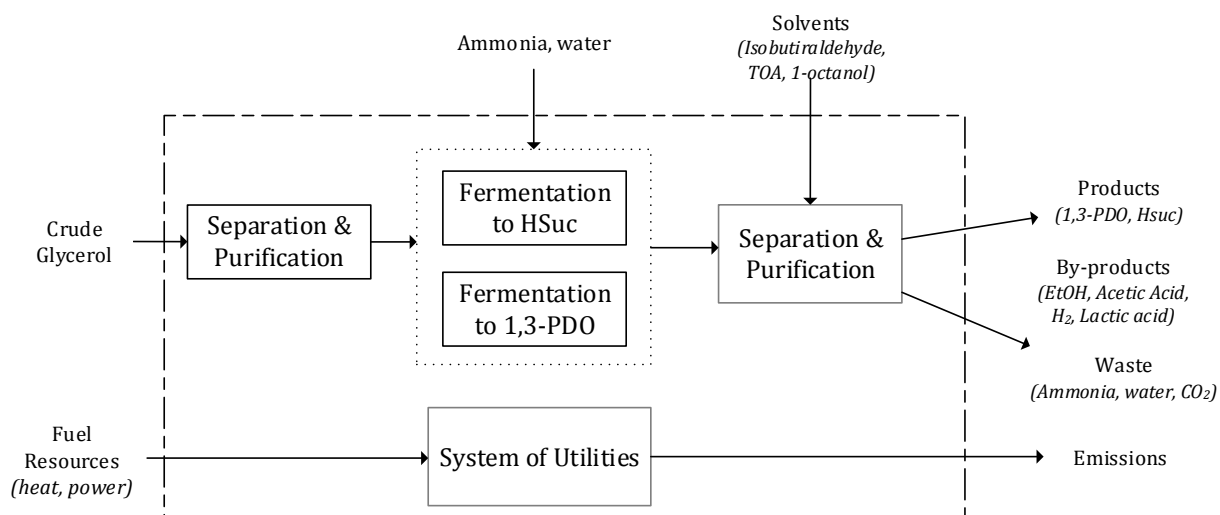 Solvents
(Isobutiraldehyde,
TOA, 1-octanol)
Ammonia, water
Crude
Glycerol
Separation &
Purification
Fermentation
to HSuc
Fermentation
to 1,3-PDO
Separation &
Purification
Products
(1,3-PDO, Hsuc)
By-products
(EtOH, Acetic Acid,
H₂, Lactic acid)
Waste
(Ammonia, water, CO₂)
Fuel
Resources
(heat, power)
System of Utilities
Emissions